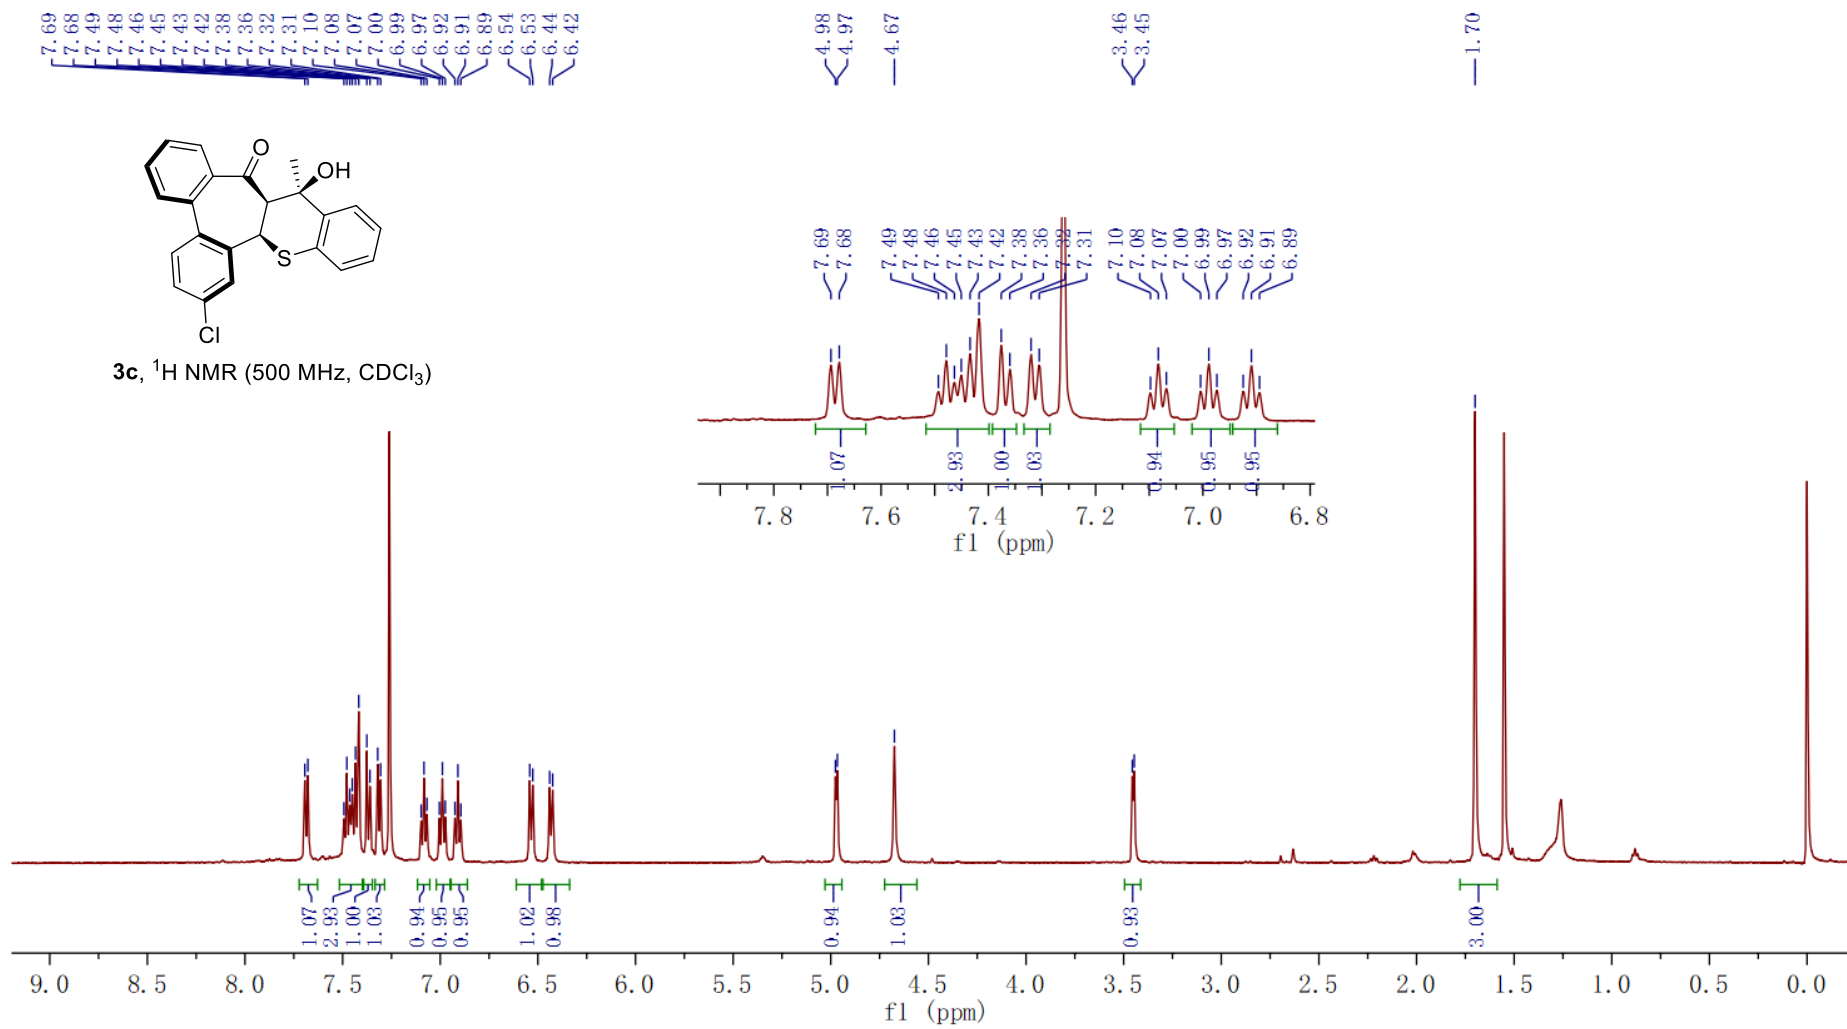 7.69 7.68 7.49 7.48 7.46 7.45 7.43 7.42 7.38 7.36 7.32 7.31 7.10 7.08 7.07 7.00 6.99 6.97 6.92 6.91 6.89 6.54 6.53 6.44 6.42 4.98 4.97 4.67 3.46 3.45 1.70
O
OH
S
Cl
3c, ¹H NMR (500 MHz, CDCl₃)
7.69 7.68 7.49 7.48 7.46 7.45 7.43 7.42 7.38 7.36 7.32 7.31 7.10 7.08 7.07 7.00 6.99 6.97 6.92 6.91 6.89
1.07 2.93 1.00 1.03 0.94 0.95 0.95
7.8 7.6 7.4 7.2 7.0 6.8
f1 (ppm)
1.07 2.93 1.00 1.03 0.94 0.95 0.95 1.02 0.98 0.94 1.03 0.93 3.00
9.0 8.5 8.0 7.5 7.0 6.5 6.0 5.5 5.0 4.5 4.0 3.5 3.0 2.5 2.0 1.5 1.0 0.5 0.0
f1 (ppm)